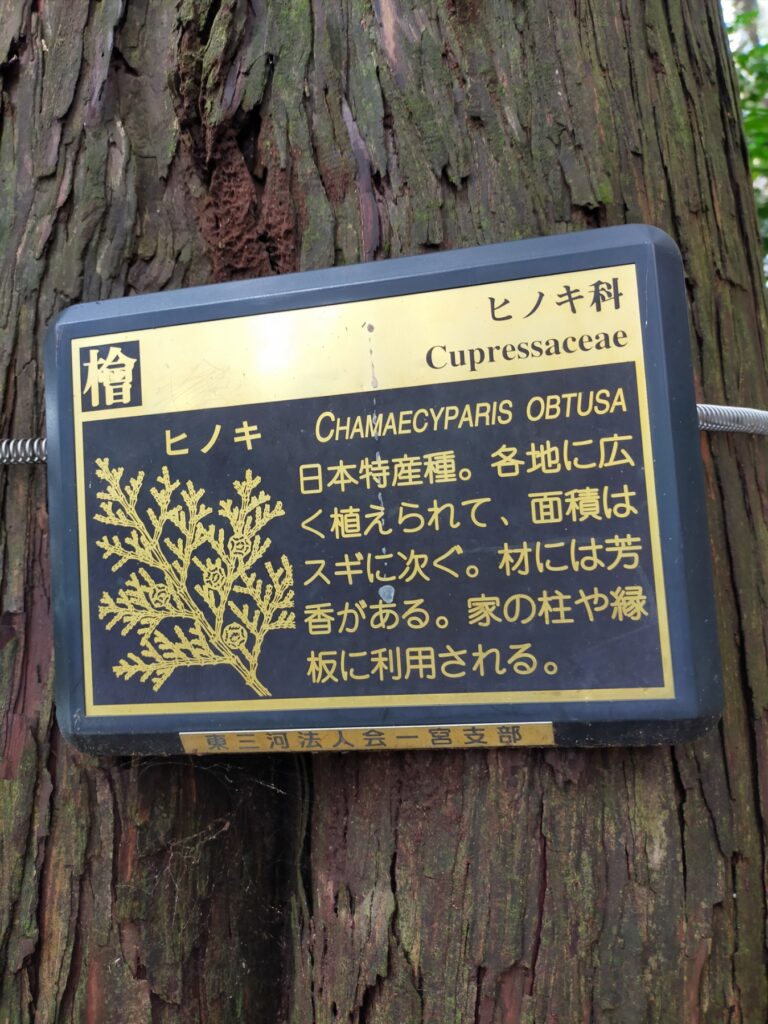 ヒノキ科
Cupressaceae
檜
ヒノキ
CHAMAECYPARIS OBTUSA
日本特産種。各地に広
く植えられて、面積は
スギに次ぐ。材には芳
香がある。家の柱や縁
板に利用される。
東三河法人会一宮支部